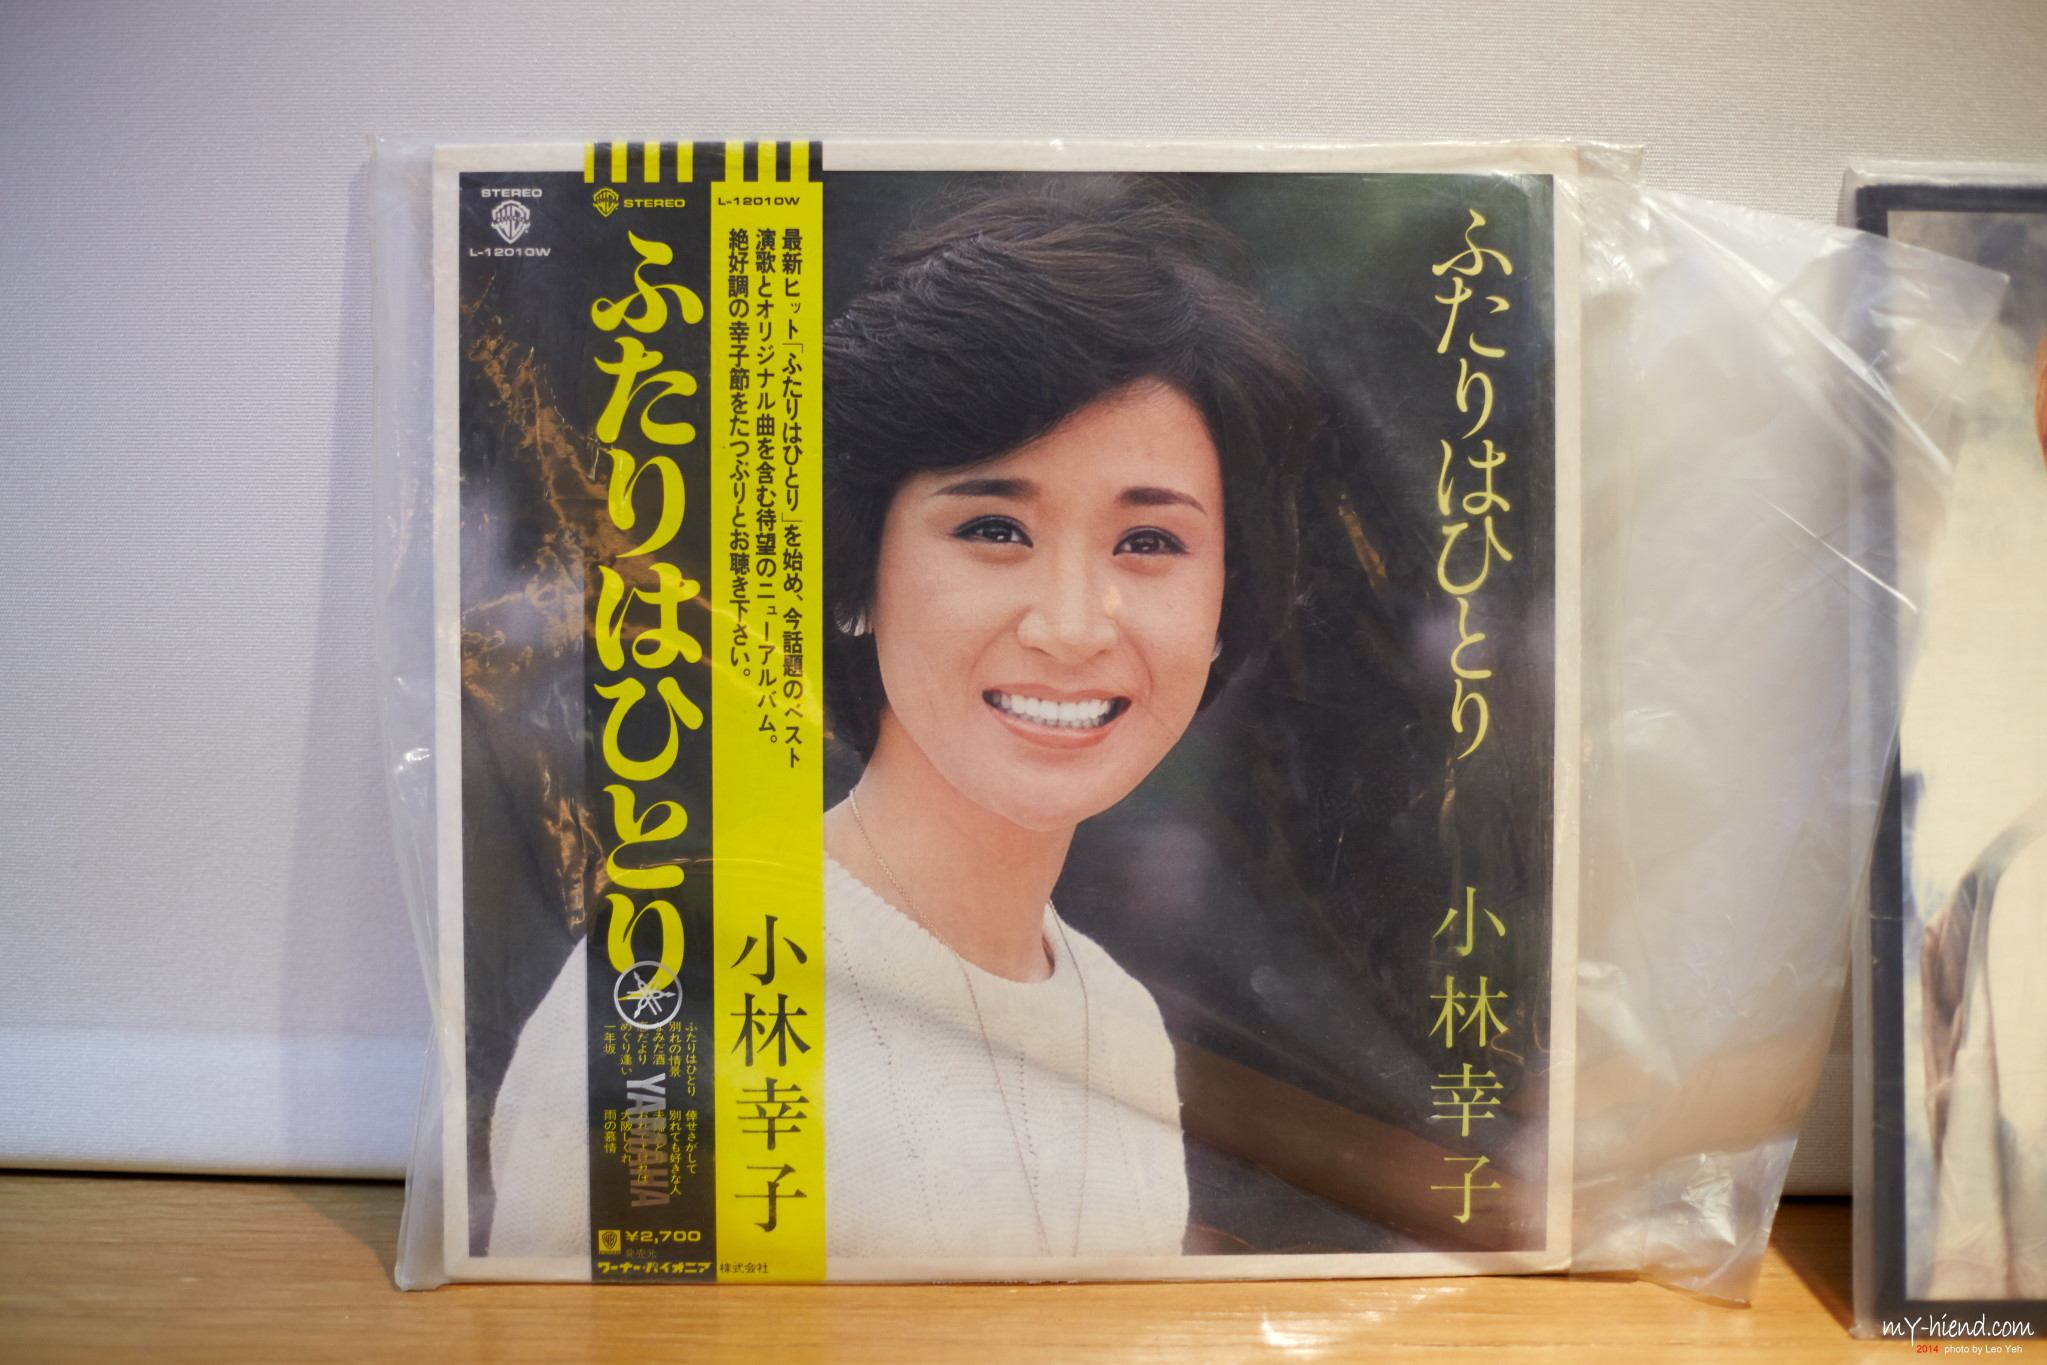 STEREO
L-12010W
STEREO
L-12010W
ふたりはひとり
最新ヒット「ふたりはひとり」を始め、今話題のベスト
演歌とオリジナル曲を含む待望のニューアルバム。
絶好調の幸子節をたっぷりとお聴き下さい。
小林幸子
ふたりはひとり
別れの情景
なみだ酒
めぐり逢い
一年坂
倖せさがして
別れても好きな人
大阪しぐれ
雨の慕情
YAMAHA
¥2,700
発売元
ワーナー・パイオニア株式会社
ふたりはひとり
小林幸子
mY-hiend.com
2014 photo by Leo Yeh